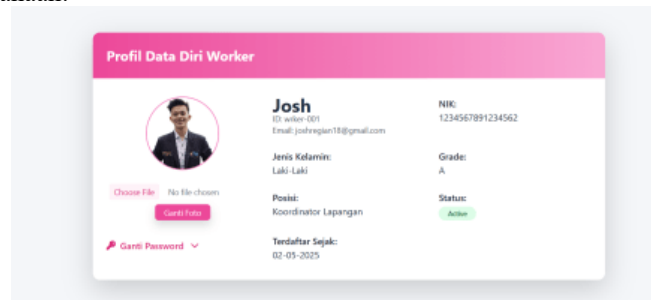 Profil Data Diri Worker
Josh
ID: wrker-001
Email: joshregian18@gmail.com
NIK:
1234567891234562
Jenis Kelamin:
Laki-Laki
Grade:
A
Choose File No file chosen
Ganti Foto
Posisi:
Koordinator Lapangan
Status:
Active
Ganti Password
Terdaftar Sejak:
02-05-2025